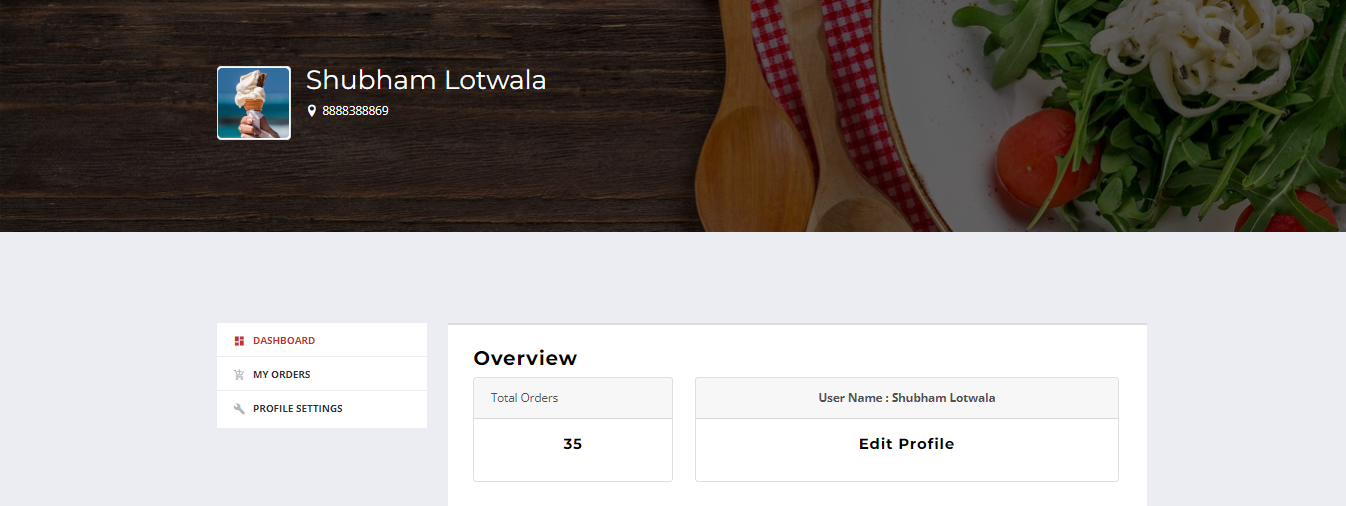 Shubham Lotwala
8888388869
DASHBOARD
MY ORDERS
PROFILE SETTINGS
Overview
Total Orders
35
User Name : Shubham Lotwala
Edit Profile